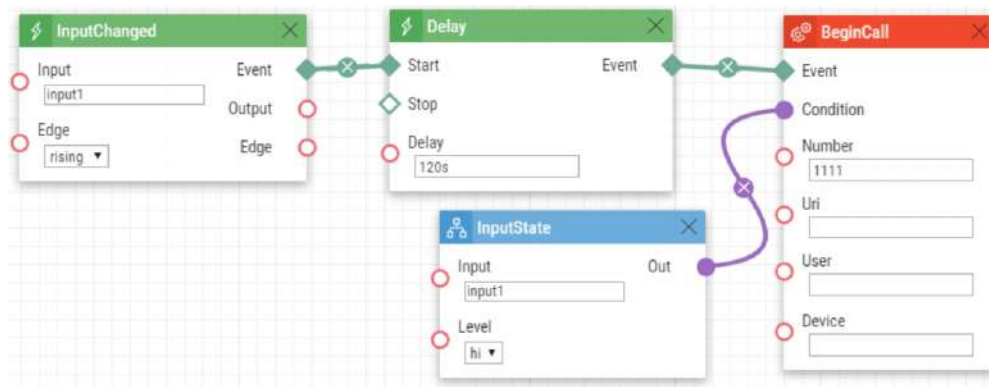 InputChanged
Input
Event
input1
Output
Edge
Edge
rising
Delay
Start
Event
Stop
Delay
120s
BeginCall
Event
Condition
Number
1111
Uri
User
Device
InputState
Input
Out
input1
Level
hi